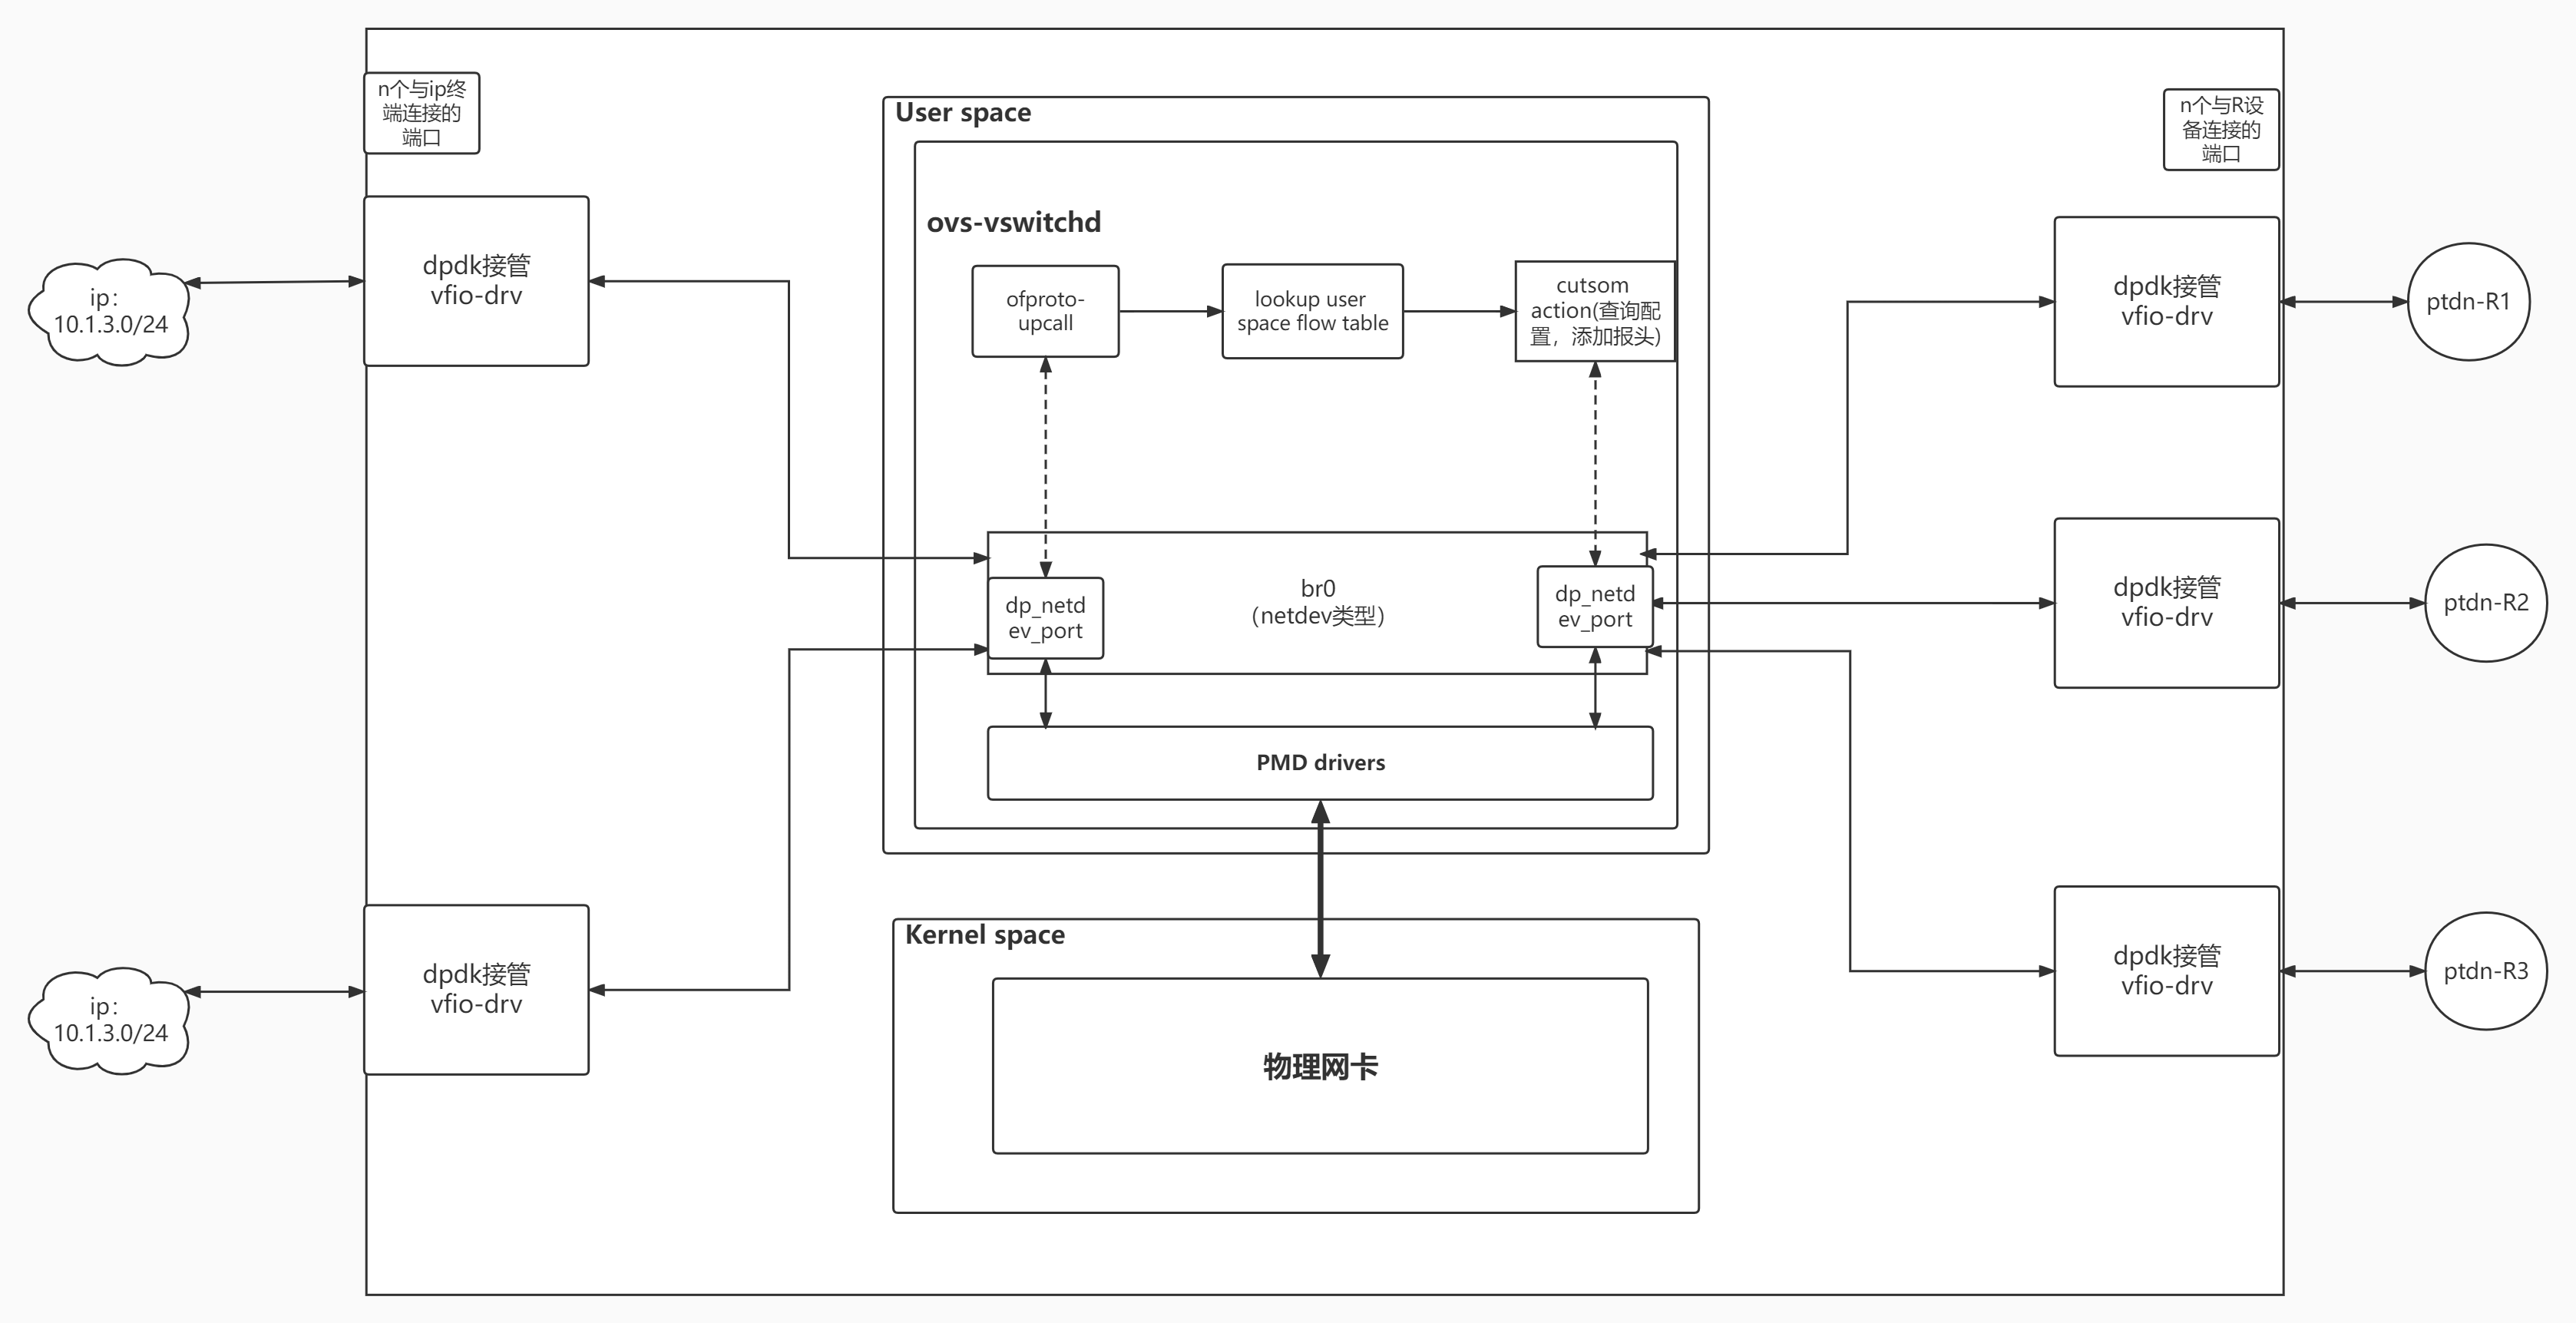 n个与ip终
端连接的
端口
n个与R设
备连接的
端口
User space
ovs-vswitchd
dpdk接管
vfio-drv
ip：
10.1.3.0/24
ofproto-
upcall
lookup user
space flow table
cutsom
action(查询配
置，添加报头)
dpdk接管
vfio-drv
ptdn-R1
dp_netd
ev_port
br0
（netdev类型）
dp_netd
ev_port
dpdk接管
vfio-drv
ptdn-R2
PMD drivers
Kernel space
物理网卡
dpdk接管
vfio-drv
ip：
10.1.3.0/24
dpdk接管
vfio-drv
ptdn-R3